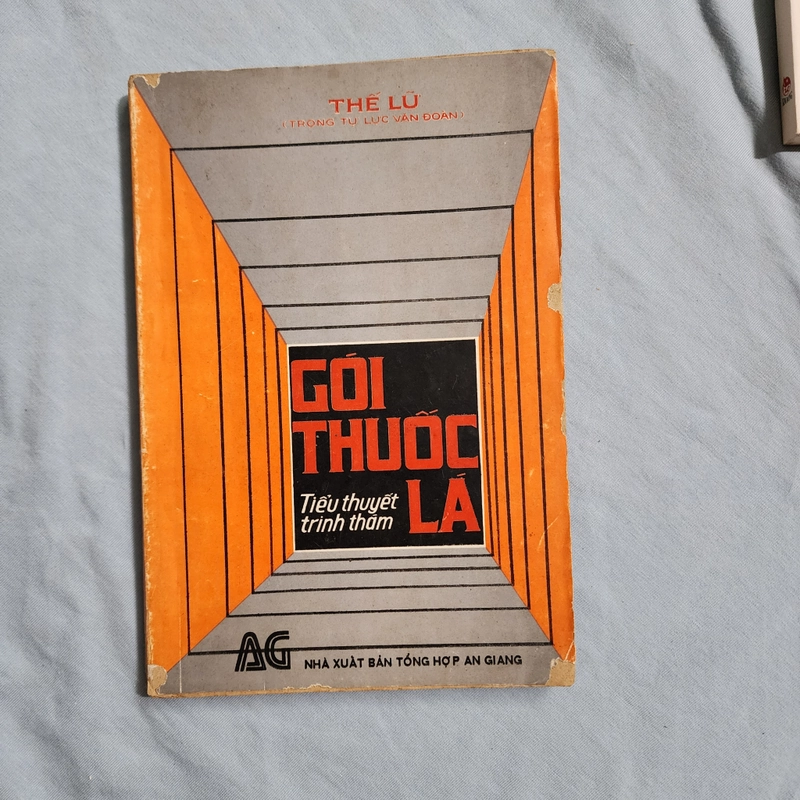 THẾ LỮ
(TRONG TỰ LỰC VĂN ĐOÀN)
GÓI
THUỐC
LÁ
Tiểu thuyết
trinh thám
AG
NHÀ XUẤT BẢN TỔNG HỢP AN GIANG